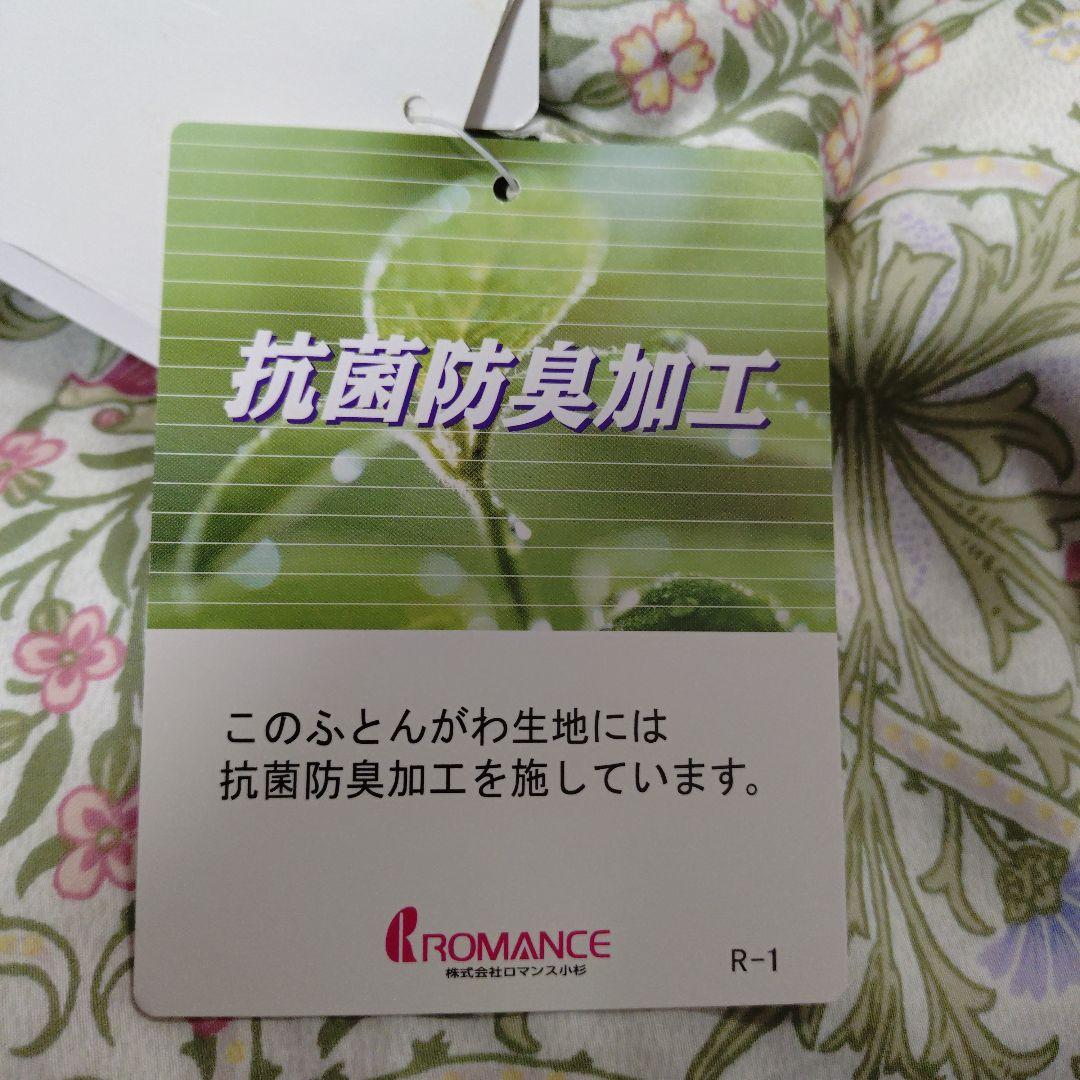 抗菌防臭加工
このふとんがわ生地には
抗菌防臭加工を施しています。
ROMANCE
株式会社ロマンス小杉
R-1